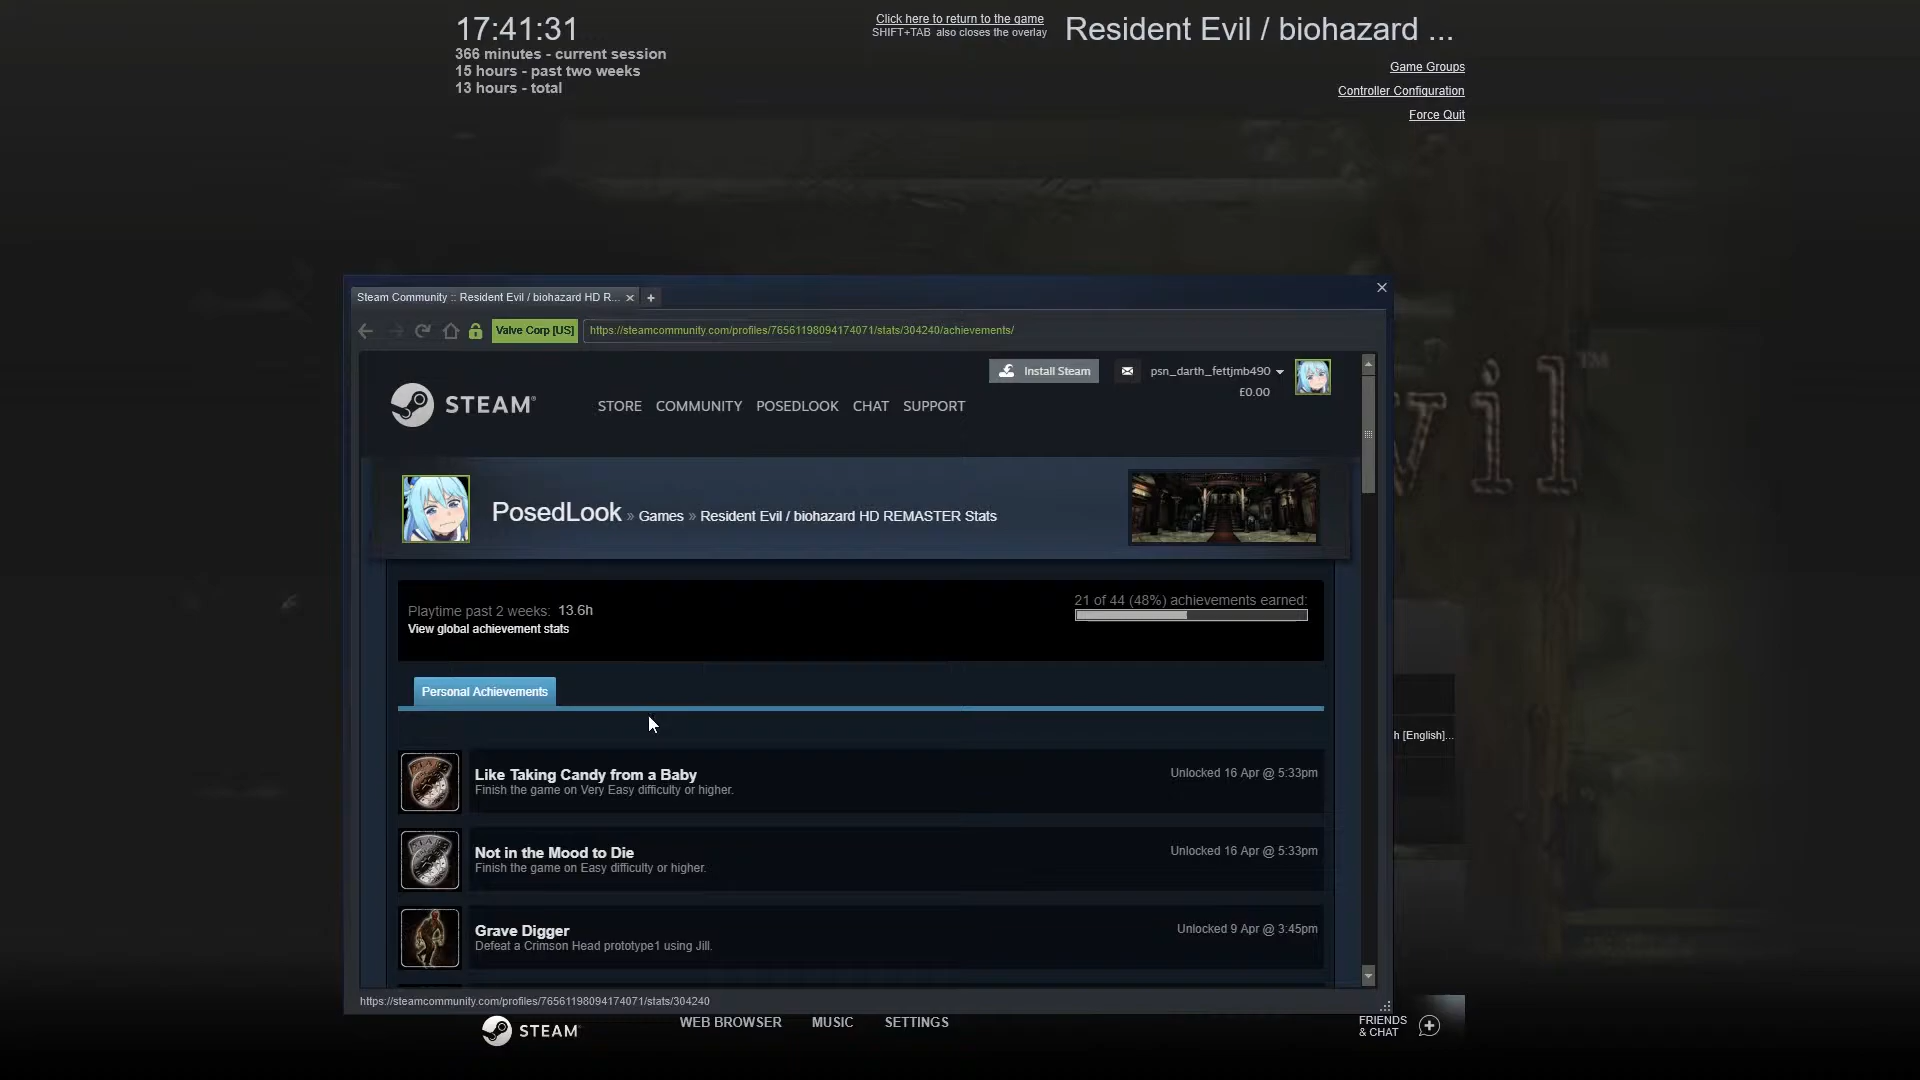 17:41:31
366 minutes - current session
15 hours - past two weeks
13 hours - total
Click here to return to the game
SHIFT+TAB also closes the overlay
Resident Evil / biohazard ...
Game Groups
Controller Configuration
Force Quit
Steam Community :: Resident Evil / biohazard HD R...
Valve Corp [US]
https://steamcommunity.com/profiles/76561198094174071/stats/304240/achievements/
Install Steam
psn_darth_fettjmb490
£0.00
STEAM®
STORE
COMMUNITY
POSEDLOOK
CHAT
SUPPORT
PosedLook » Games » Resident Evil / biohazard HD REMASTER Stats
Playtime past 2 weeks: 13.6h
View global achievement stats
21 of 44 (48%) achievements earned:
Personal Achievements
Like Taking Candy from a Baby
Finish the game on Very Easy difficulty or higher.
Unlocked 16 Apr @ 5:33pm
Not in the Mood to Die
Finish the game on Easy difficulty or higher.
Unlocked 16 Apr @ 5:33pm
Grave Digger
Defeat a Crimson Head prototype1 using Jill.
Unlocked 9 Apr @ 3:45pm
https://steamcommunity.com/profiles/76561198094174071/stats/304240
vil™
h [English]...
STEAM
WEB BROWSER
MUSIC
SETTINGS
FRIENDS
& CHAT